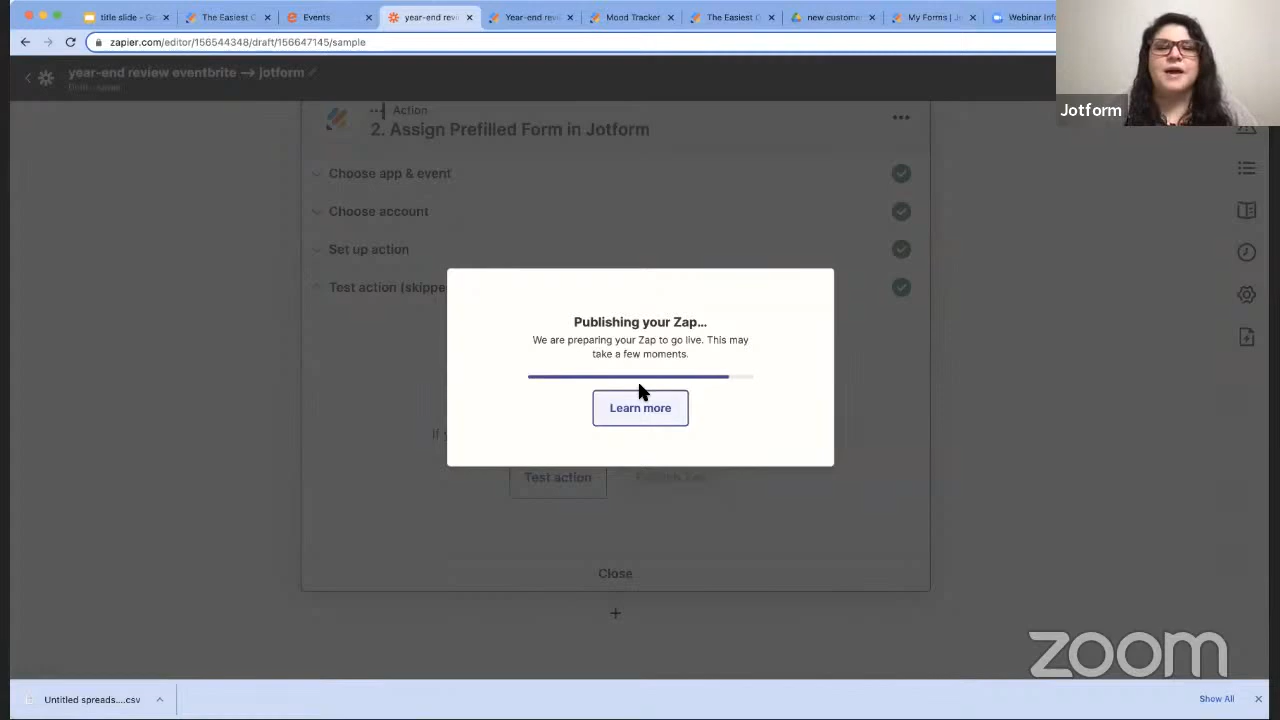 title slide - G
The Easiest O
Events
year-end revi
Year-end revi
Mood Tracker
The Easiest O
new custome
My Forms | J
Webinar Info
zapier.com/editor/156544348/draft/156647145/sample
year-end review eventbrite –> jotform
Jotform
Action
2. Assign Prefilled Form in Jotform
Choose app & event
Choose account
Set up action
Test action (skippe
Publishing your Zap...
We are preparing your Zap to go live. This may
take a few moments.
Learn more
If y
Test action
Close
+
zoom
Untitled spreads....csv
Show All